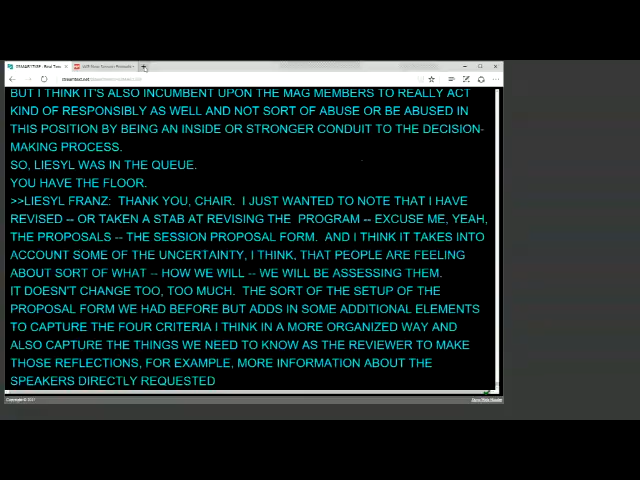 BUT I THINK IT'S ALSO INCUMBENT UPON THE MAG MEMBERS TO REALLY ACT
KIND OF RESPONSIBLY AS WELL AND NOT SORT OF ABUSE OR BE ABUSED IN
THIS POSITION BY BEING AN INSIDE OR STRONGER CONDUIT TO THE DECISION-
MAKING PROCESS.
SO, LIESYL WAS IN THE QUEUE.
YOU HAVE THE FLOOR.
>>LIESYL FRANZ:  THANK YOU, CHAIR.  I JUST WANTED TO NOTE THAT I HAVE
REVISED -- OR TAKEN A STAB AT REVISING THE  PROGRAM -- EXCUSE ME, YEAH,
THE PROPOSALS -- THE SESSION PROPOSAL FORM.  AND I THINK IT TAKES INTO
ACCOUNT SOME OF THE UNCERTAINTY, I THINK, THAT PEOPLE ARE FEELING
ABOUT SORT OF WHAT -- HOW WE WILL -- WE WILL BE ASSESSING THEM.
IT DOESN'T CHANGE TOO, TOO MUCH.  THE SORT OF THE SETUP OF THE
PROPOSAL FORM WE HAD BEFORE BUT ADDS IN SOME ADDITIONAL ELEMENTS
TO CAPTURE THE FOUR CRITERIA I THINK IN A MORE ORGANIZED WAY AND
ALSO CAPTURE THE THINGS WE NEED TO KNOW AS THE REVIEWER TO MAKE
THOSE REFLECTIONS, FOR EXAMPLE, MORE INFORMATION ABOUT THE
SPEAKERS DIRECTLY REQUESTED